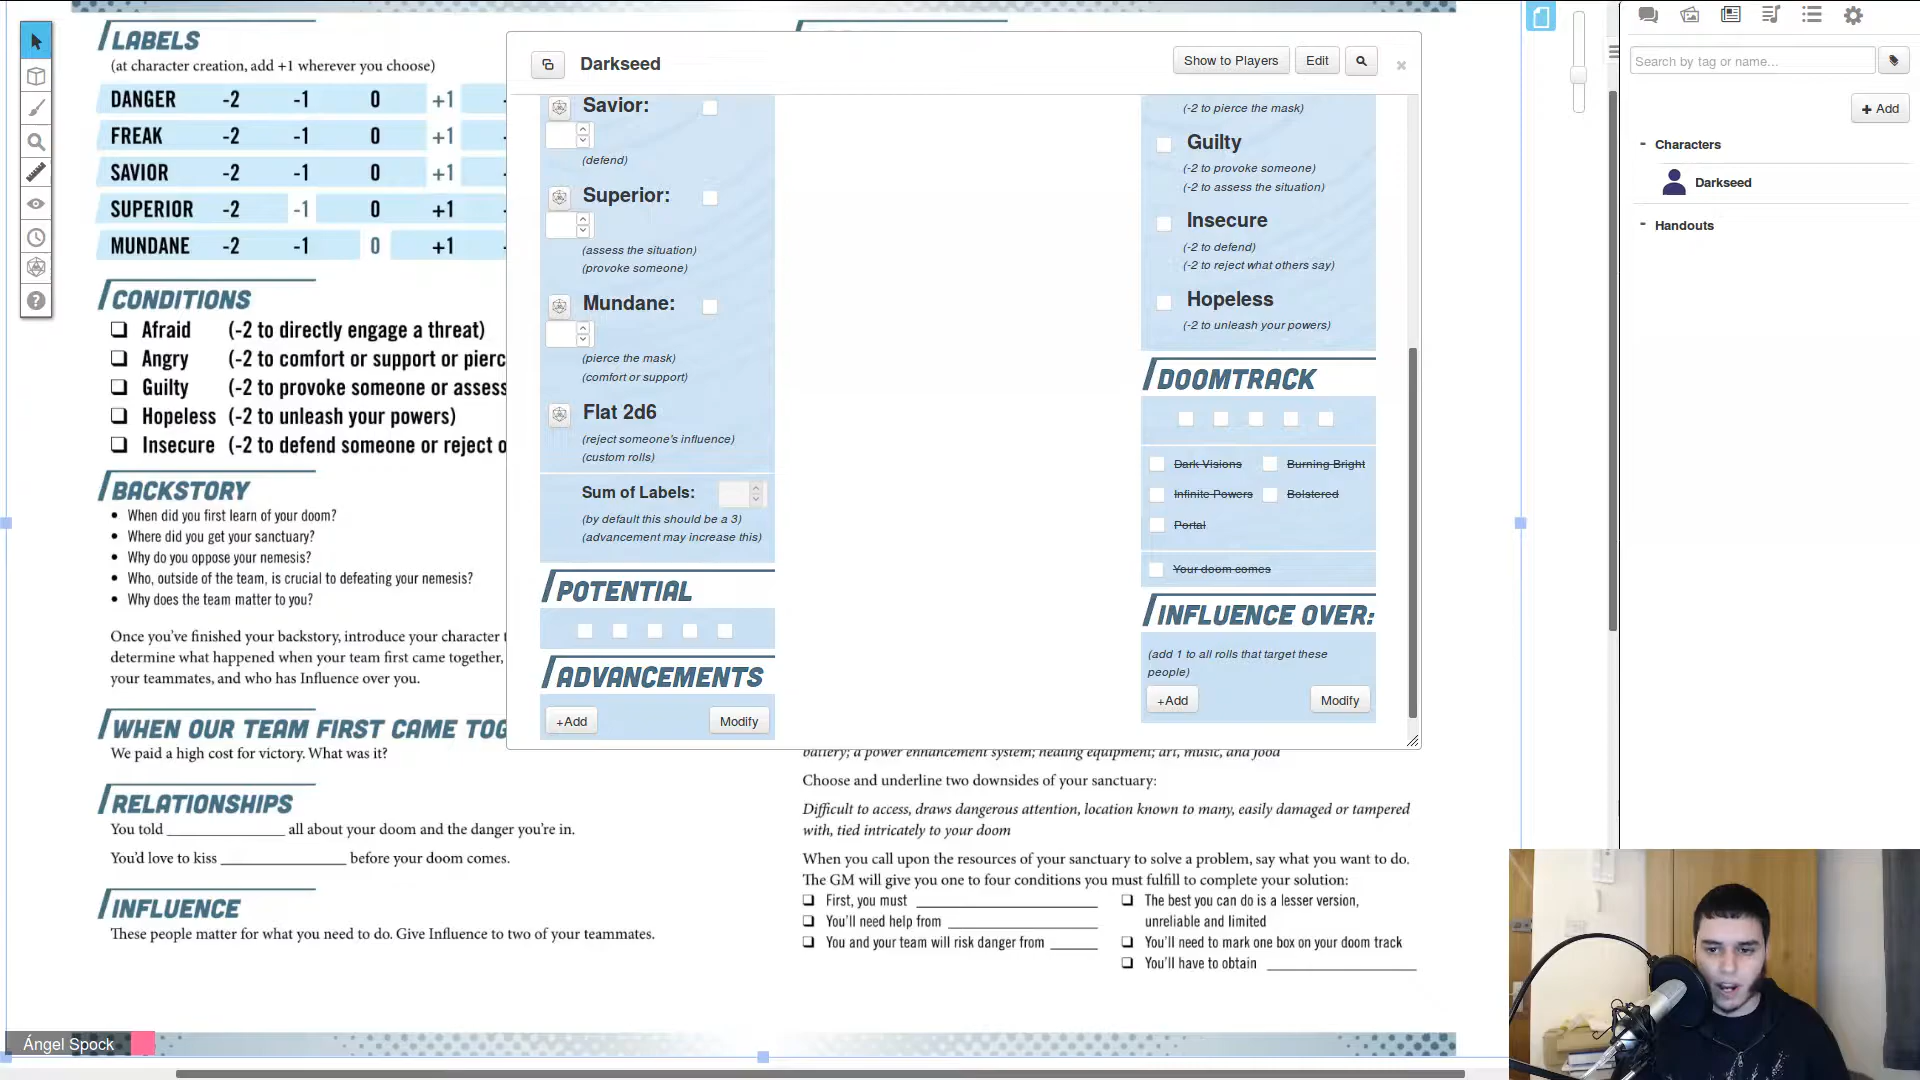 LABELS
(at character creation, add +1 wherever you choose)
DANGER -2 -1 0 +1
FREAK -2 -1 0 +1
SAVIOR -2 -1 0 +1
SUPERIOR -2 -1 0 +1
MUNDANE -2 -1 0 +1
CONDITIONS
Afraid (-2 to directly engage a threat)
Angry (-2 to comfort or support or pierc
Guilty (-2 to provoke someone or assess
Hopeless (-2 to unleash your powers)
Insecure (-2 to defend someone or reject o
BACKSTORY
When did you first learn of your doom?
Where did you get your sanctuary?
Why do you oppose your nemesis?
Who, outside of the team, is crucial to defeating your nemesis?
Why does the team matter to you?
Once you've finished your backstory, introduce your character t
determine what happened when your team first came together,
your teammates, and who has Influence over you.
WHEN OUR TEAM FIRST CAME TOG
We paid a high cost for victory. What was it?
RELATIONSHIPS
You told all about your doom and the danger you're in.
You'd love to kiss before your doom comes.
INFLUENCE
These people matter for what you need to do. Give Influence to two of your teammates.
Ángel Spock
Darkseed
Show to Players
Edit
Savior:
(defend)
Superior:
(assess the situation)
(provoke someone)
Mundane:
(pierce the mask)
(comfort or support)
Flat 2d6
(reject someone's influence)
(custom rolls)
Sum of Labels:
(by default this should be a 3)
(advancement may increase this)
POTENTIAL
ADVANCEMENTS
+Add
Modify
(-2 to pierce the mask)
Guilty
(-2 to provoke someone)
(-2 to assess the situation)
Insecure
(-2 to defend)
(-2 to reject what others say)
Hopeless
(-2 to unleash your powers)
DOOMTRACK
Dark Visions Burning Bright
Infinite Powers Bolstered
Portal
Your doom comes
INFLUENCE OVER:
(add 1 to all rolls that target these
people)
+Add
Modify
battery; a power enhancement system; healing equipment; art, music, and food
Choose and underline two downsides of your sanctuary:
Difficult to access, draws dangerous attention, location known to many, easily damaged or tampered
with, tied intricately to your doom
When you call upon the resources of your sanctuary to solve a problem, say what you want to do.
The GM will give you one to four conditions you must fulfill to complete your solution:
First, you must
You'll need help from
You and your team will risk danger from
The best you can do is a lesser version,
unreliable and limited
You'll need to mark one box on your doom track
You'll have to obtain
Search by tag or name...
+ Add
- Characters
Darkseed
- Handouts